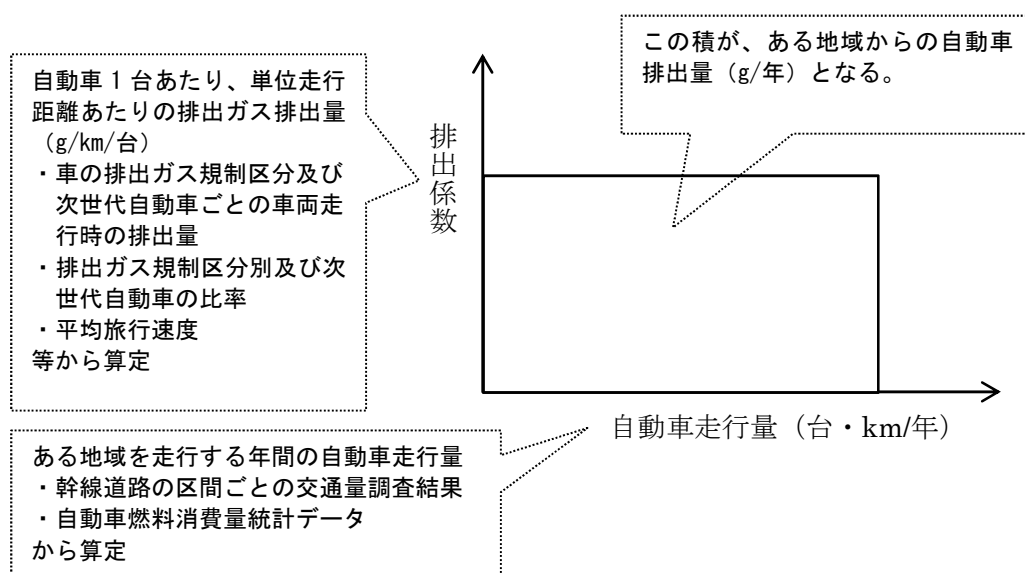 自動車1台あたり、単位走行
距離あたりの排出ガス排出量
（g/km/台）
・車の排出ガス規制区分及び
次世代自動車ごとの車両走
行時の排出量
・排出ガス規制区分別及び次
世代自動車の比率
・平均旅行速度
等から算定
排出係数
この積が、ある地域からの自動車
排出量（g/年）となる。
自動車走行量（台・km/年）
ある地域を走行する年間の自動車走行量
・幹線道路の区間ごとの交通量調査結果
・自動車燃料消費量統計データ
から算定